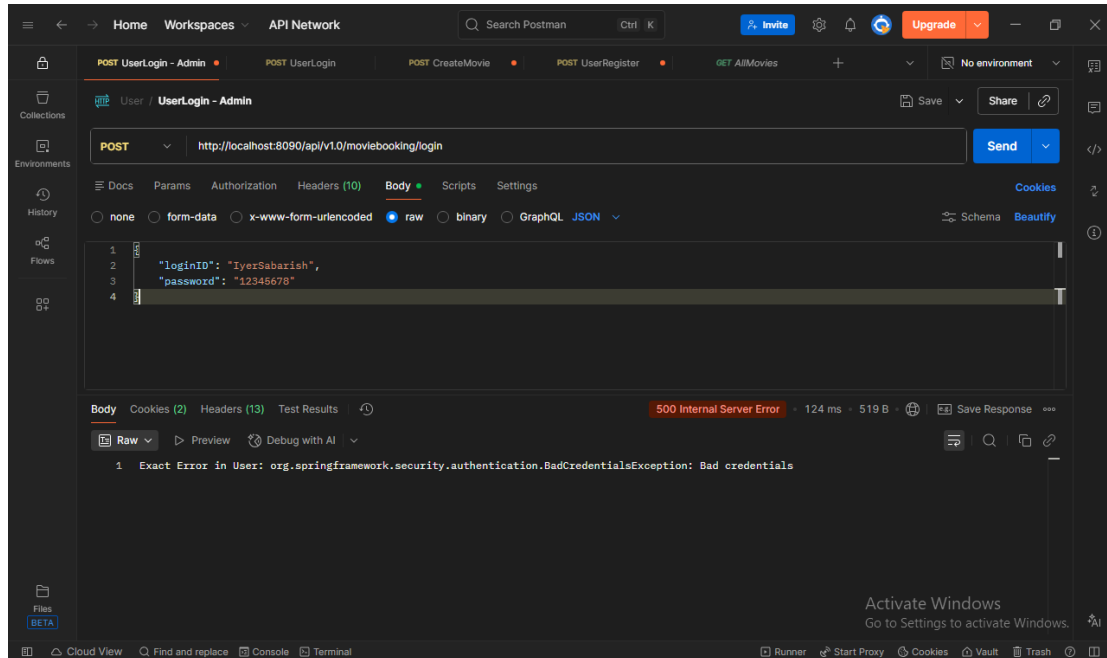 Home Workspaces API Network Search Postman Ctrl K Invite Upgrade
POST UserLogin - Admin POST UserLogin POST CreateMovie POST UserRegister GET AllMovies No environment
HTTP User / UserLogin - Admin Save Share
Collections
POST http://localhost:8090/api/v1.0/moviebooking/login Send
Environments
Docs Params Authorization Headers (10) Body Scripts Settings Cookies
History
none form-data x-www-form-urlencoded raw binary GraphQL JSON Schema Beautify
Flows
1 {
2 "loginID": "IyerSabarish",
3 "password": "12345678"
4 }
Body Cookies (2) Headers (13) Test Results 500 Internal Server Error 124 ms 519 B Save Response
Raw Preview Debug with AI
1 Exact Error in User: org.springframework.security.authentication.BadCredentialsException: Bad credentials
Files
BETA
Activate Windows
Go to Settings to activate Windows.
AI
Cloud View Find and replace Console Terminal Runner Start Proxy Cookies Vault Trash